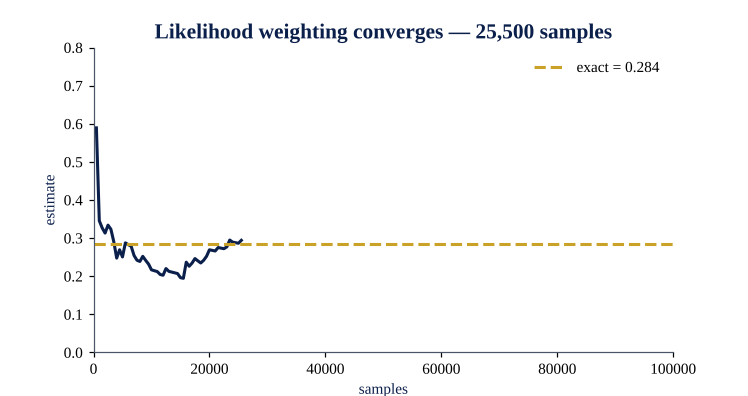 Likelihood weighting converges — 25,500 samples
exact = 0.284
estimate
0.8
0.7
0.6
0.5
0.4
0.3
0.2
0.1
0.0
0 20000 40000 60000 80000 100000
samples